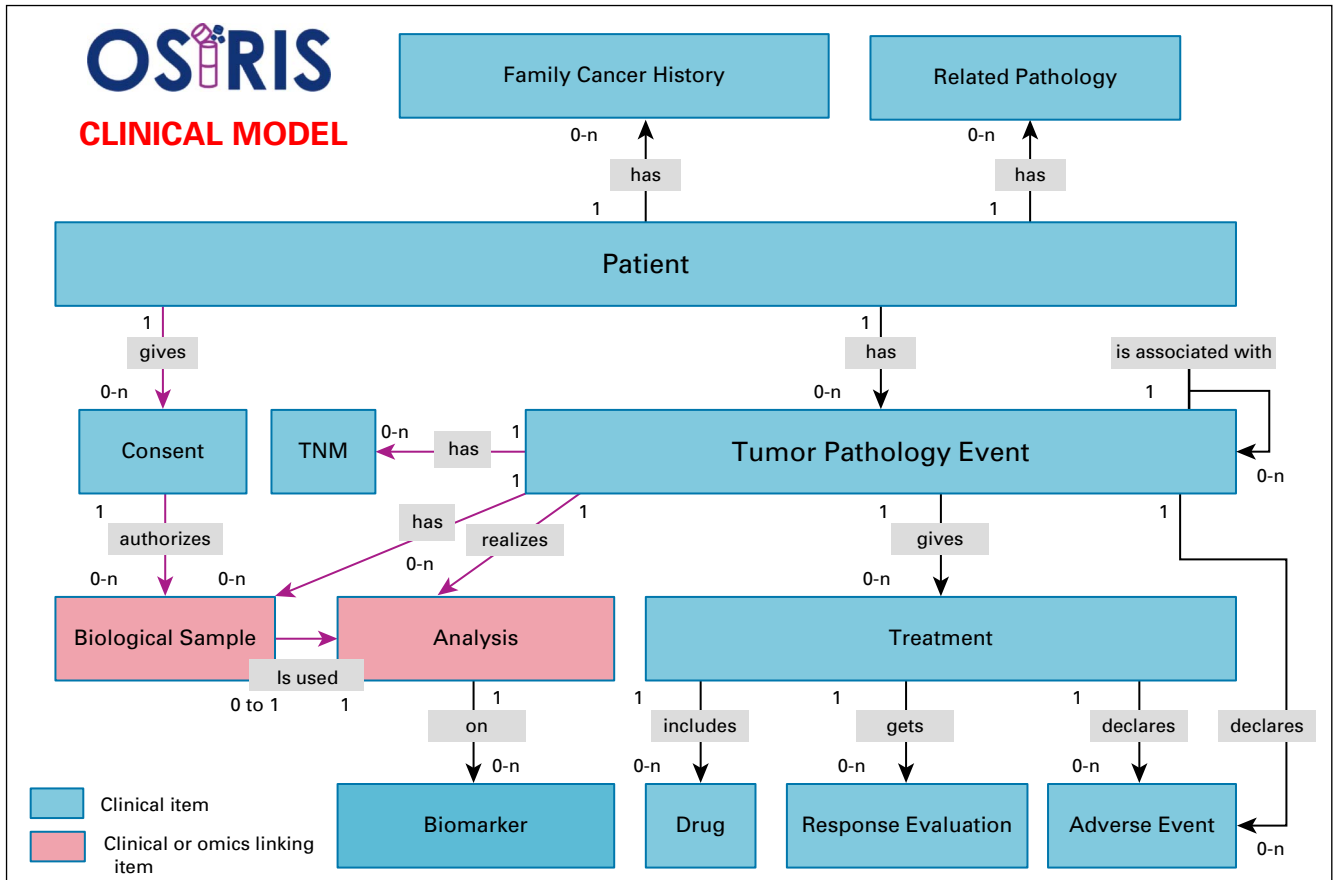 OSIRIS
CLINICAL MODEL
Family Cancer History
Related Pathology
0-n
0-n
has
has
1
1
Patient
1
1
gives
has
is associated with
0-n
0-n
1
Consent
TNM
0-n
has
1
Tumor Pathology Event
0-n
1
1
1
1
1
authorizes
has
realizes
gives
0-n
0-n
0-n
0-n
Biological Sample
Analysis
Treatment
Is used
0 to 1
1
1
1
1
1
on
includes
gets
declares
declares
0-n
0-n
0-n
0-n
Biomarker
Drug
Response Evaluation
Adverse Event
0-n
Clinical item
Clinical or omics linking
item